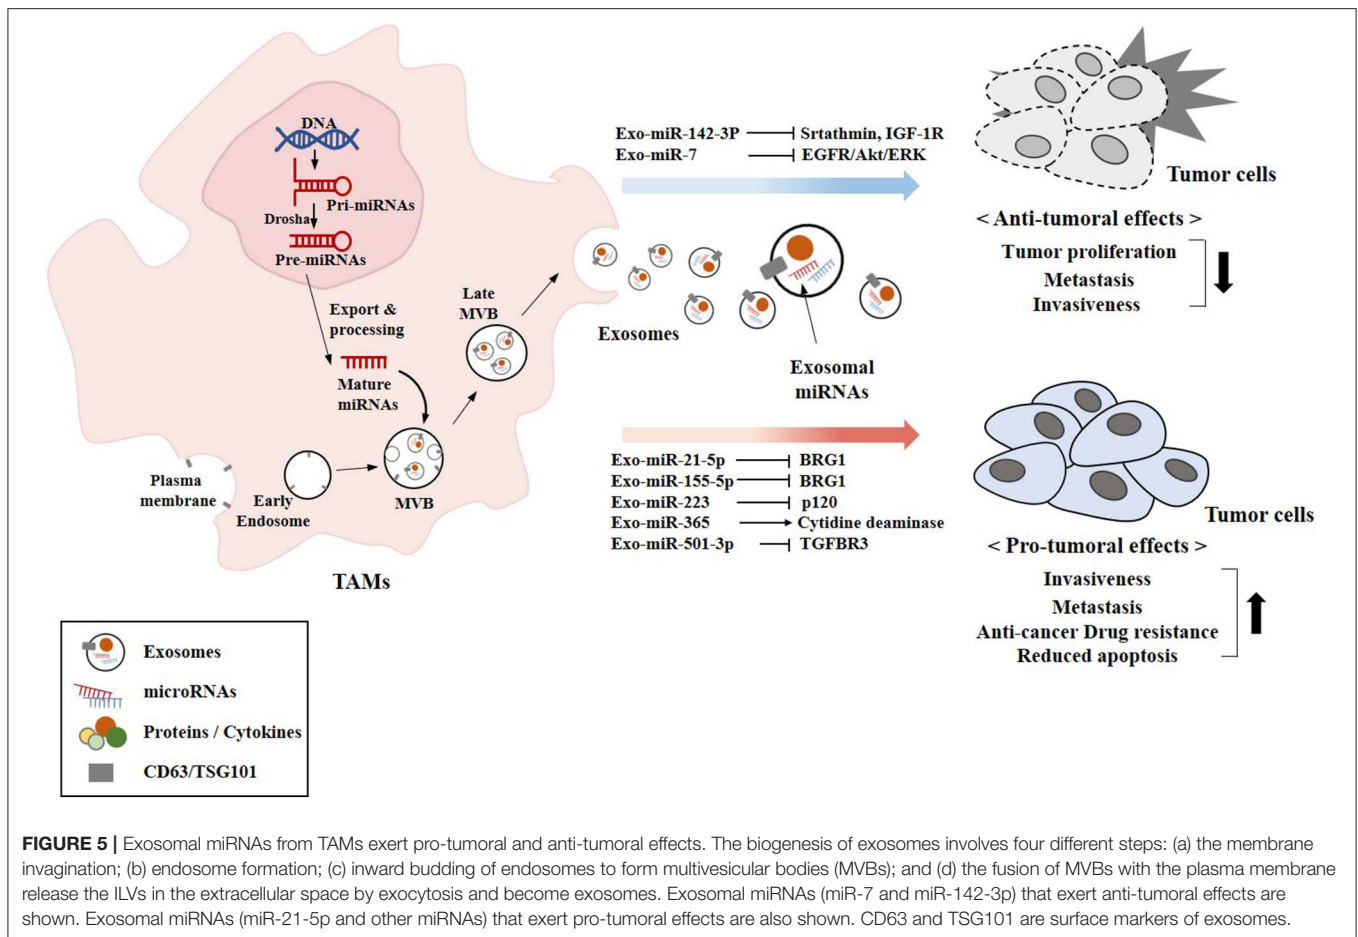 DNA
Pri-miRNAs
Drosha
Pre-miRNAs
Export &
processing
Mature
miRNAs
Late
MVB
MVB
Early
Endosome
Plasma
membrane
TAMs
Exosomes
Exosomal
miRNAs
Exo-miR-142-3P Srtathmin, IGF-1R
Exo-miR-7 EGFR/Akt/ERK
Tumor cells
< Anti-tumoral effects >
Tumor proliferation
Metastasis
Invasiveness
Exo-miR-21-5p BRG1
Exo-miR-155-5p BRG1
Exo-miR-223 p120
Exo-miR-365 Cytidine deaminase
Exo-miR-501-3p TGFBR3
Tumor cells
< Pro-tumoral effects >
Invasiveness
Metastasis
Anti-cancer Drug resistance
Reduced apoptosis
Exosomes
microRNAs
Proteins / Cytokines
CD63/TSG101
FIGURE 5 | Exosomal miRNAs from TAMs exert pro-tumoral and anti-tumoral effects. The biogenesis of exosomes involves four different steps: (a) the membrane
invagination; (b) endosome formation; (c) inward budding of endosomes to form multivesicular bodies (MVBs); and (d) the fusion of MVBs with the plasma membrane
release the ILVs in the extracellular space by exocytosis and become exosomes. Exosomal miRNAs (miR-7 and miR-142-3p) that exert anti-tumoral effects are
shown. Exosomal miRNAs (miR-21-5p and other miRNAs) that exert pro-tumoral effects are also shown. CD63 and TSG101 are surface markers of exosomes.